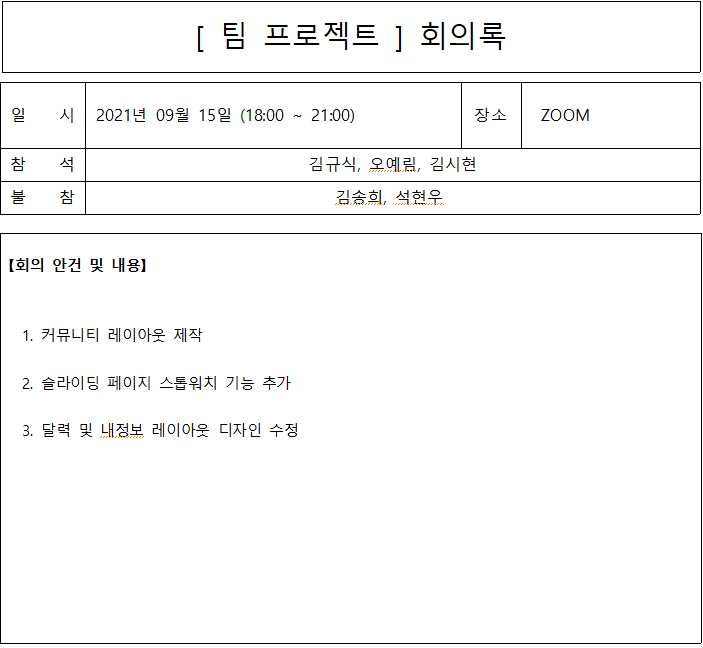 [ 팀 프로젝트 ] 회의록
일 시 2021년 09월 15일 (18:00 ~ 21:00) 장소 ZOOM
참 석 김규식, 오예림, 김시현
불 참 김송희, 석현우
【회의 안건 및 내용】
1. 커뮤니티 레이아웃 제작
2. 슬라이딩 페이지 스톱워치 기능 추가
3. 달력 및 내정보 레이아웃 디자인 수정